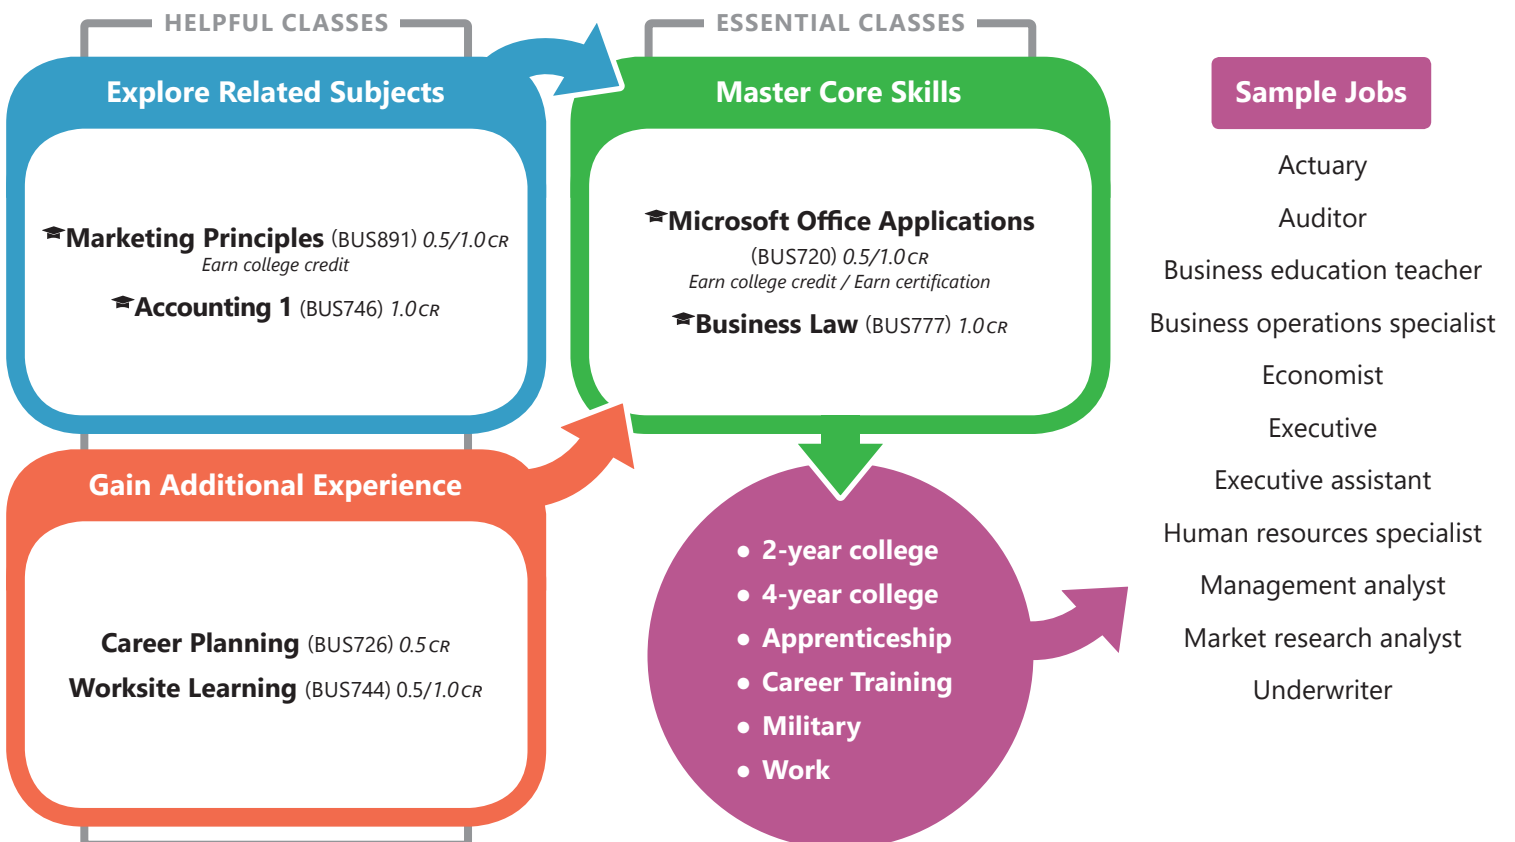 HELPFUL CLASSES
Explore Related Subjects
Marketing Principles (BUS891) 0.5/1.0 CR
Earn college credit
Accounting 1 (BUS746) 1.0 CR
Gain Additional Experience
Career Planning (BUS726) 0.5 CR
Worksite Learning (BUS744) 0.5/1.0 CR
ESSENTIAL CLASSES
Master Core Skills
Microsoft Office Applications
(BUS720) 0.5/1.0 CR
Earn college credit / Earn certification
Business Law (BUS777) 1.0 CR
• 2-year college
• 4-year college
• Apprenticeship
• Career Training
• Military
• Work
Sample Jobs
Actuary
Auditor
Business education teacher
Business operations specialist
Economist
Executive
Executive assistant
Human resources specialist
Management analyst
Market research analyst
Underwriter